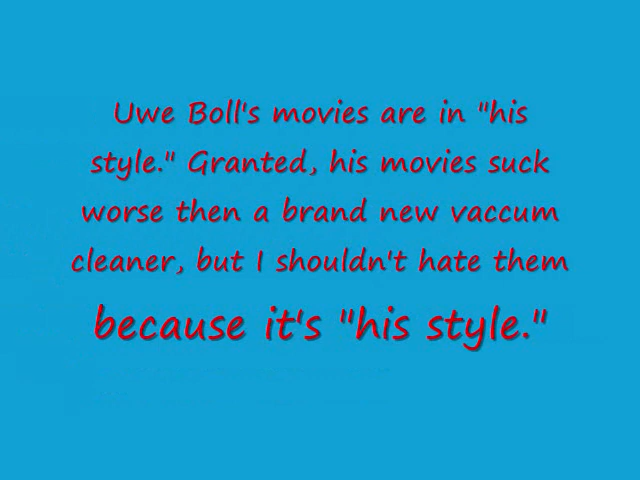 Uwe Boll's movies are in "his
style." Granted, his movies suck
worse then a brand new vaccum
cleaner, but I shouldn't hate them
because it's "his style."